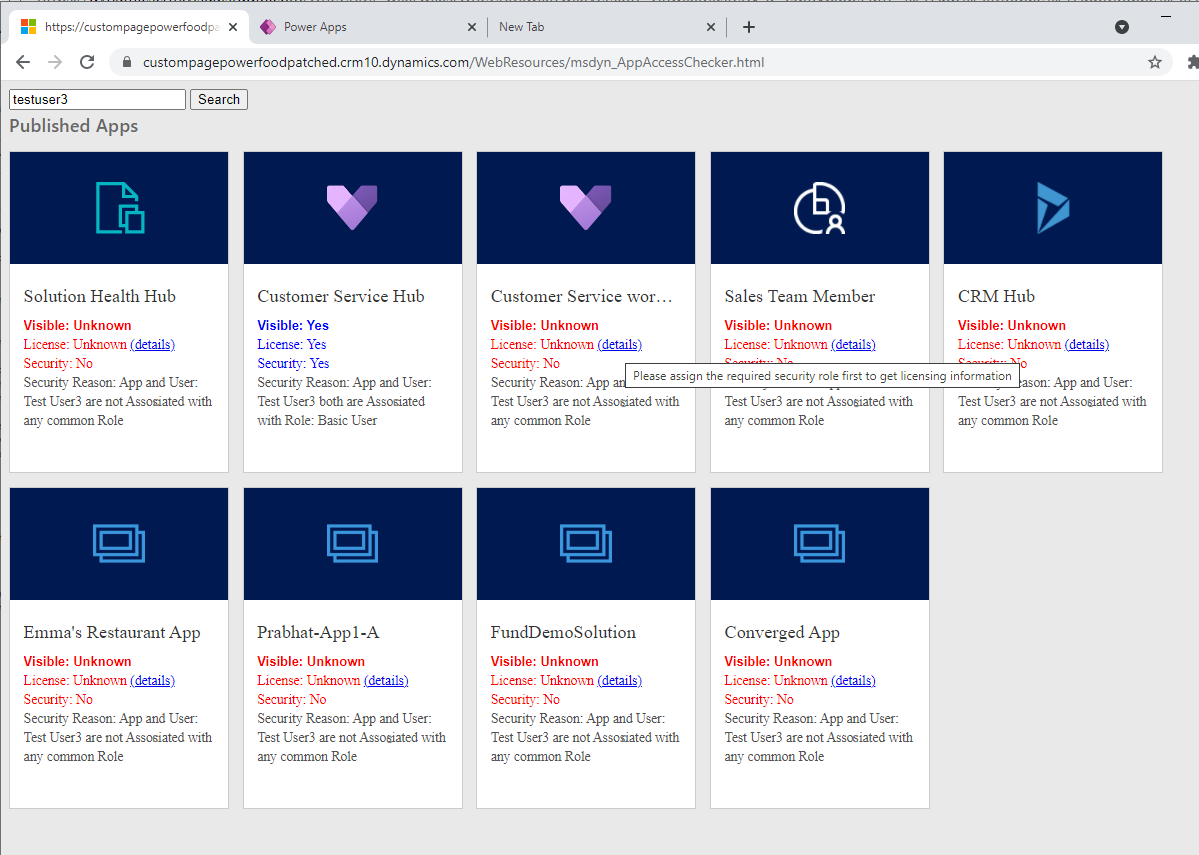 https://custompagepowerfoodpa
Power Apps
New Tab
custompagepowerfoodpatched.crm10.dynamics.com/WebResources/msdyn_AppAccessChecker.html
testuser3
Search
Published Apps
Solution Health Hub
Visible: Unknown
License: Unknown (details)
Security: No
Security Reason: App and User:
Test User3 are not Assosiated with
any common Role
Customer Service Hub
Visible: Yes
License: Yes
Security: Yes
Security Reason: App and User:
Test User3 both are Assosiated
with Role: Basic User
Customer Service wor…
Visible: Unknown
License: Unknown (details)
Security: No
Security Reason: App an
Test User3 are not Assosiated with
any common Role
Sales Team Member
Visible: Unknown
License: Unknown (details)
Security: No
Please assign the required security role first to get licensing information
Test User3 are not Assosiated with
any common Role
CRM Hub
Visible: Unknown
License: Unknown (details)
Security: No
eason: App and User:
Test User3 are not Assosiated with
any common Role
Emma's Restaurant App
Visible: Unknown
License: Unknown (details)
Security: No
Security Reason: App and User:
Test User3 are not Assosiated with
any common Role
Prabhat-App1-A
Visible: Unknown
License: Unknown (details)
Security: No
Security Reason: App and User:
Test User3 are not Assosiated with
any common Role
FundDemoSolution
Visible: Unknown
License: Unknown (details)
Security: No
Security Reason: App and User:
Test User3 are not Assosiated with
any common Role
Converged App
Visible: Unknown
License: Unknown (details)
Security: No
Security Reason: App and User:
Test User3 are not Assosiated with
any common Role